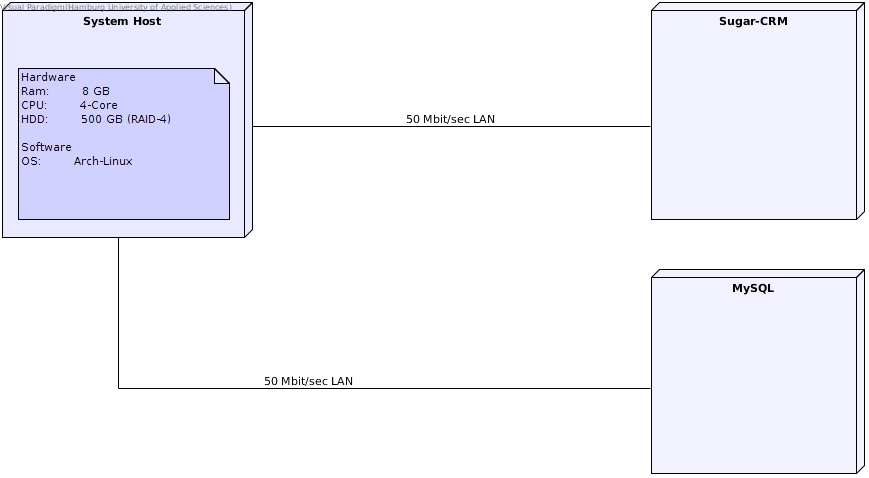 Visual Paradigm(Hamburg University of Applied Sciences)
System Host
Hardware
Ram: 8 GB
CPU: 4-Core
HDD: 500 GB (RAID-4)
Software
OS: Arch-Linux
50 Mbit/sec LAN
Sugar-CRM
MySQL
50 Mbit/sec LAN